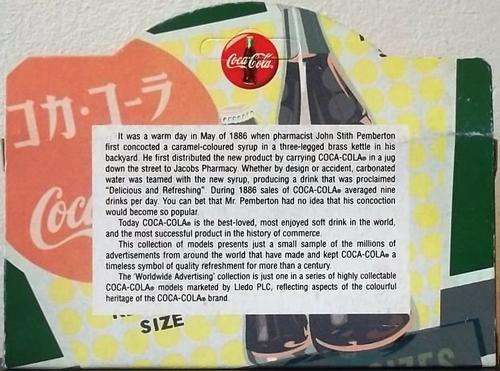 Coca-Cola
コカ・コーラ
It was a warm day in May of 1886 when pharmacist John Stith Pemberton
first concocted a caramel-coloured syrup in a three-legged brass kettle in his
backyard. He first distributed the new product by carrying COCA-COLA® in a jug
down the street to Jacobs Pharmacy. Whether by design or accident, carbonated
water was teamed with the new syrup, producing a drink that was proclaimed
"Delicious and Refreshing". During 1886 sales of COCA-COLA® averaged nine
drinks per day. You can bet that Mr. Pemberton had no idea that his concoction
would become so popular.
Today COCA-COLA® is the best-loved, most enjoyed soft drink in the world,
and the most successful product in the history of commerce.
This collection of models presents just a small sample of the millions of
advertisements from around the world that have made and kept COCA-COLA® a
timeless symbol of quality refreshment for more than a century.
The 'Worldwide Advertising' collection is just one in a series of highly collectable
COCA-COLA® models marketed by Lledo PLC, reflecting aspects of the colourful
heritage of the COCA-COLA® brand.
Coc
SIZE